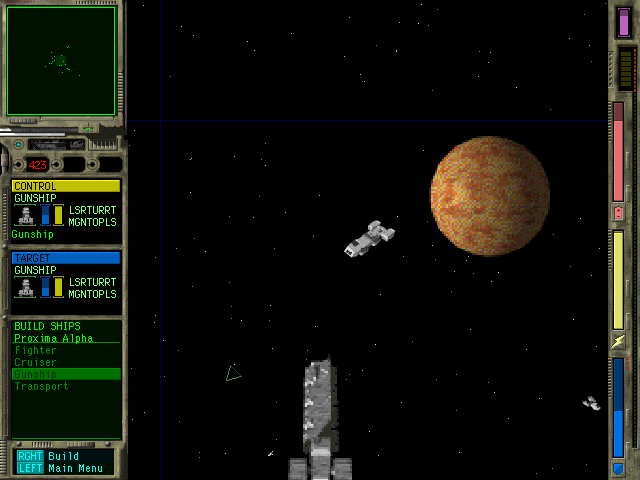 423
CONTROL
GUNSHIP
LSRTURRT
MGNTOPLS
Gunship
TARGET
GUNSHIP
LSRTURRT
MGNTOPLS
BUILD SHIPS
Proxima Alpha
Fighter
Cruiser
Gunship
Transport
RGHT Build
LEFT Main Menu